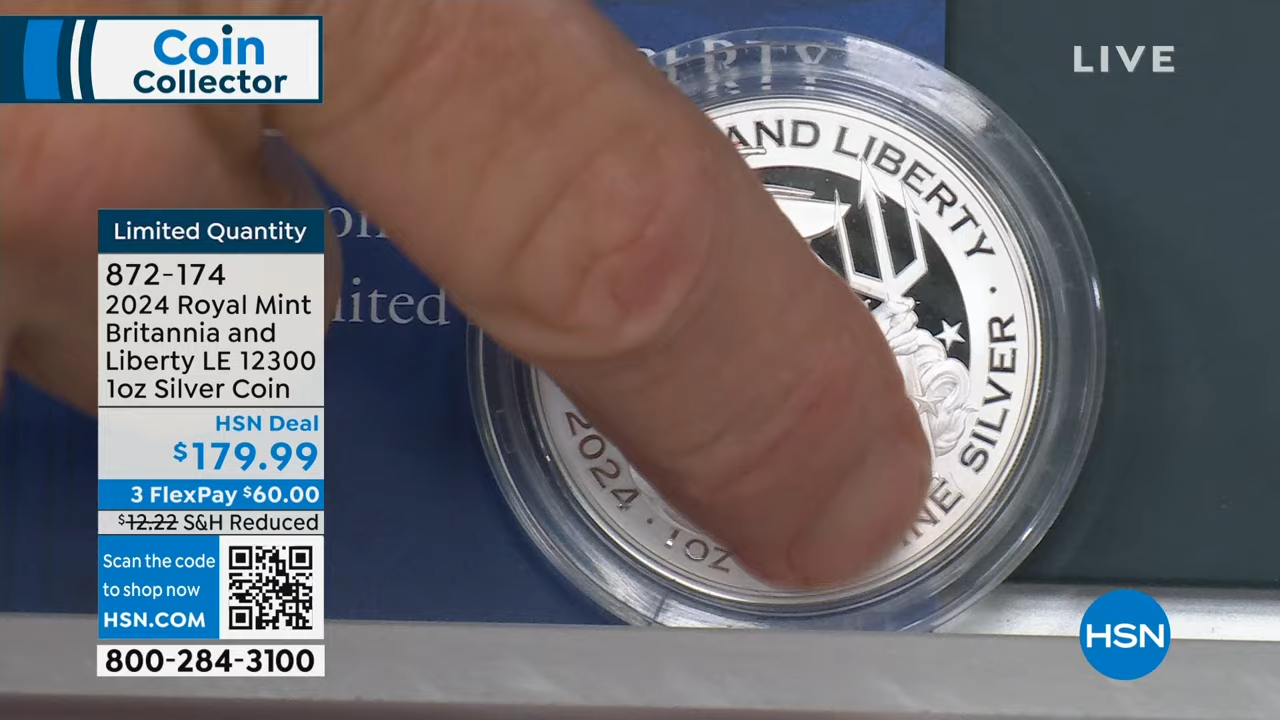 Coin
Collector
LIVE
Limited Quantity
872-174
2024 Royal Mint
Britannia and
Liberty LE 12300
1oz Silver Coin
HSN Deal
$179.99
3 FlexPay $60.00
$12.22 S&H Reduced
Scan the code
to shop now
HSN.COM
800-284-3100
AND LIBERTY · SILVER
2024 · 1OZ
HSN